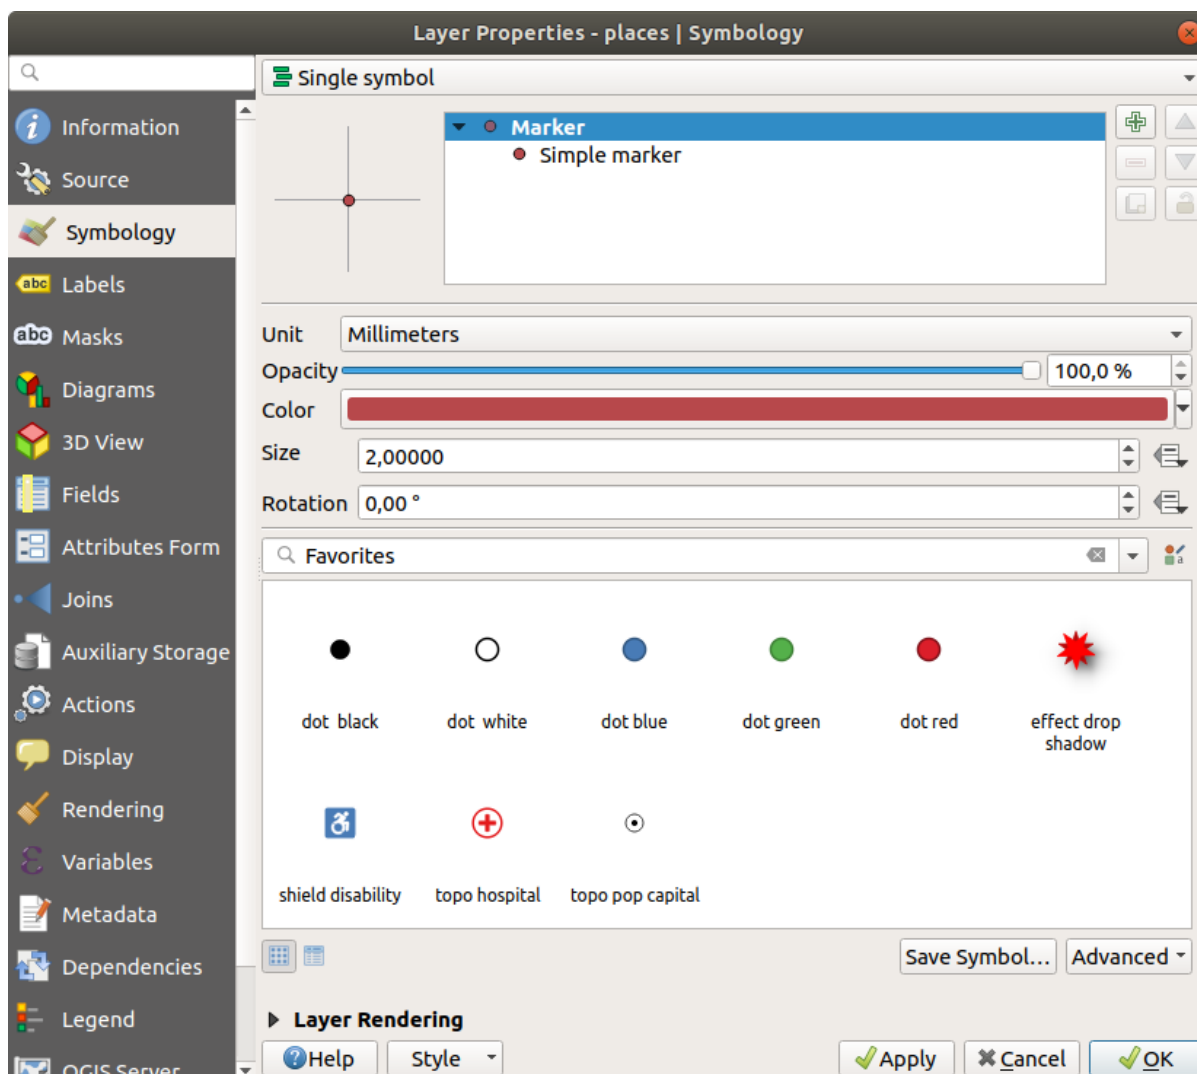 Layer Properties - places | Symbology
Single symbol
Information
Source
Symbology
abc Labels
abc Masks
Diagrams
3D View
Fields
Attributes Form
Joins
Auxiliary Storage
Actions
Display
Rendering
Variables
Metadata
Dependencies
Legend
QGIS Server
Marker
Simple marker
Unit Millimeters
Opacity 100,0 %
Color
Size 2,00000
Rotation 0,00 °
Favorites
dot black dot white dot blue dot green dot red effect drop
shadow
shield disability topo hospital topo pop capital
Save Symbol... Advanced
Layer Rendering
Help Style Apply Cancel OK